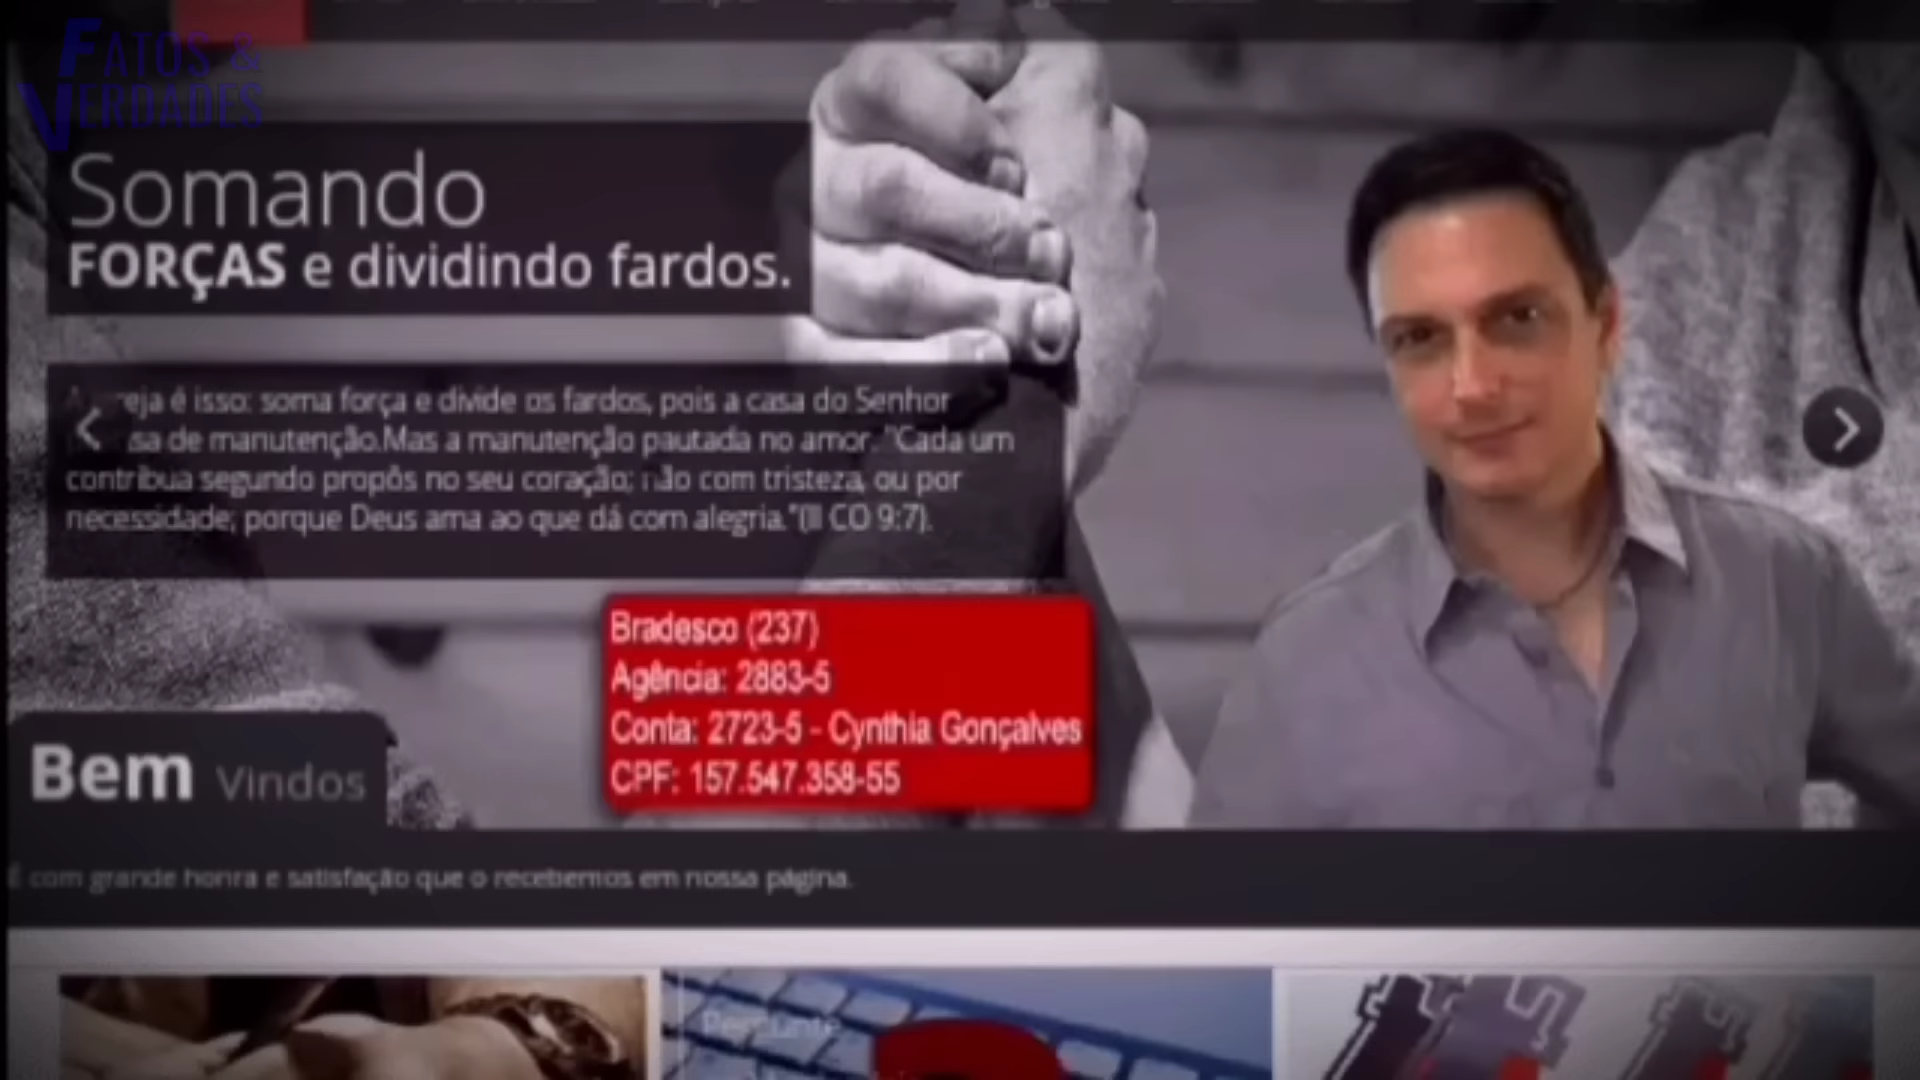 FATOS &
VERDADES
Somando
FORÇAS e dividindo fardos.
eja é isso: soma força e divide os fardos, pois a casa do Senhor
sa de manutenção.Mas a manutenção pautada no amor. "Cada um
contribua segundo propôs no seu coração; não com tristeza, ou por
necessidade; porque Deus ama ao que dá com alegria."(II CO 9:7).
Bradesco (237)
Agência: 2883-5
Conta: 2723-5 - Cynthia Gonçalves
CPF: 157.547.358-55
Bem Vindos
É com grande honra e satisfação que o recebemos em nossa página.
Pergunte